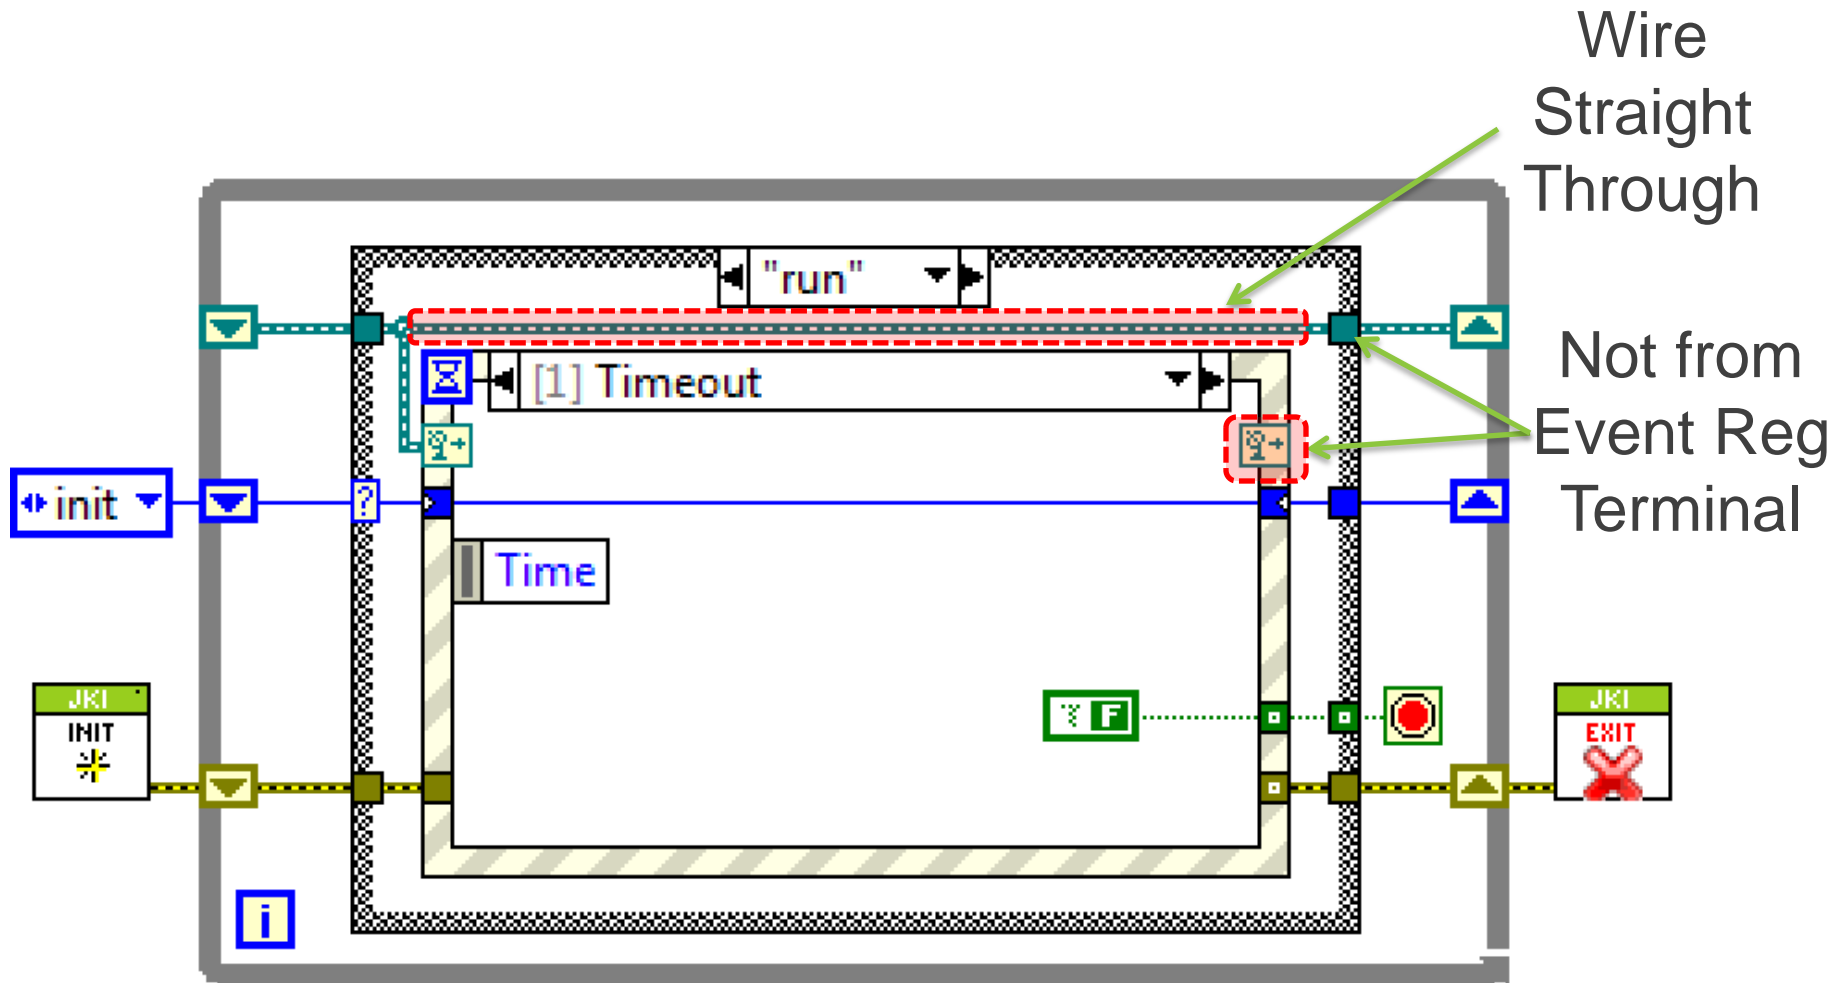 Wire
Straight
Through
"run"
[1] Timeout
Not from
Event Reg
Terminal
init
?
Time
JKI
INIT
F
JKI
EXIT
i